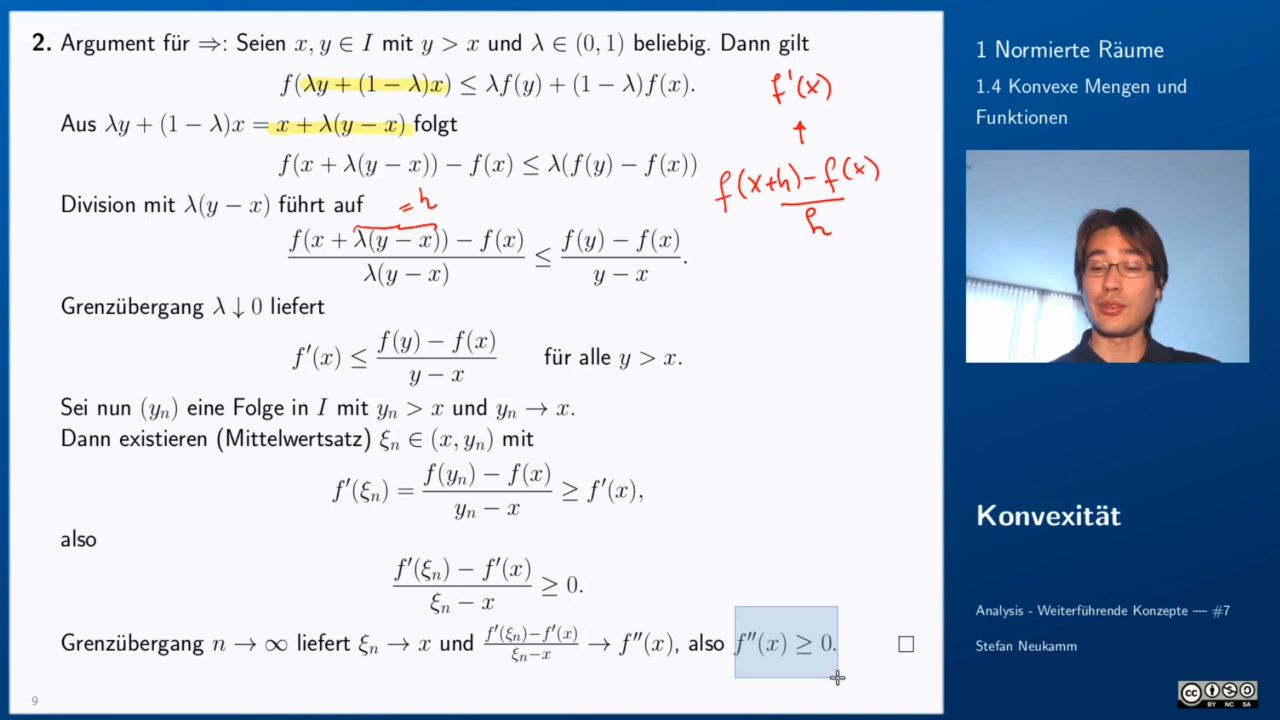 2. Argument für ⇒: Seien x, y ∈ I mit y > x und λ ∈ (0, 1) beliebig. Dann gilt
f(λy + (1 − λ)x) ≤ λf(y) + (1 − λ)f(x).
f'(x)
Aus λy + (1 − λ)x = x + λ(y − x) folgt
↑
f(x + λ(y − x)) − f(x) ≤ λ(f(y) − f(x))
f(x+h) − f(x)
h
Division mit λ(y − x) führt auf
= h
f(x + λ(y − x)) − f(x) / λ(y − x) ≤ f(y) − f(x) / y − x.
Grenzübergang λ ↓ 0 liefert
f'(x) ≤ f(y) − f(x) / y − x für alle y > x.
Sei nun (yₙ) eine Folge in I mit yₙ > x und yₙ → x.
Dann existieren (Mittelwertsatz) ξₙ ∈ (x, yₙ) mit
f'(ξₙ) = f(yₙ) − f(x) / yₙ − x ≥ f'(x),
also
f'(ξₙ) − f'(x) / ξₙ − x ≥ 0.
Grenzübergang n → ∞ liefert ξₙ → x und f'(ξₙ)−f'(x) / ξₙ−x → f''(x), also f''(x) ≥ 0. □
9
1 Normierte Räume
1.4 Konvexe Mengen und
Funktionen
Konvexität
Analysis - Weiterführende Konzepte — #7
Stefan Neukamm
cc
BY NC SA